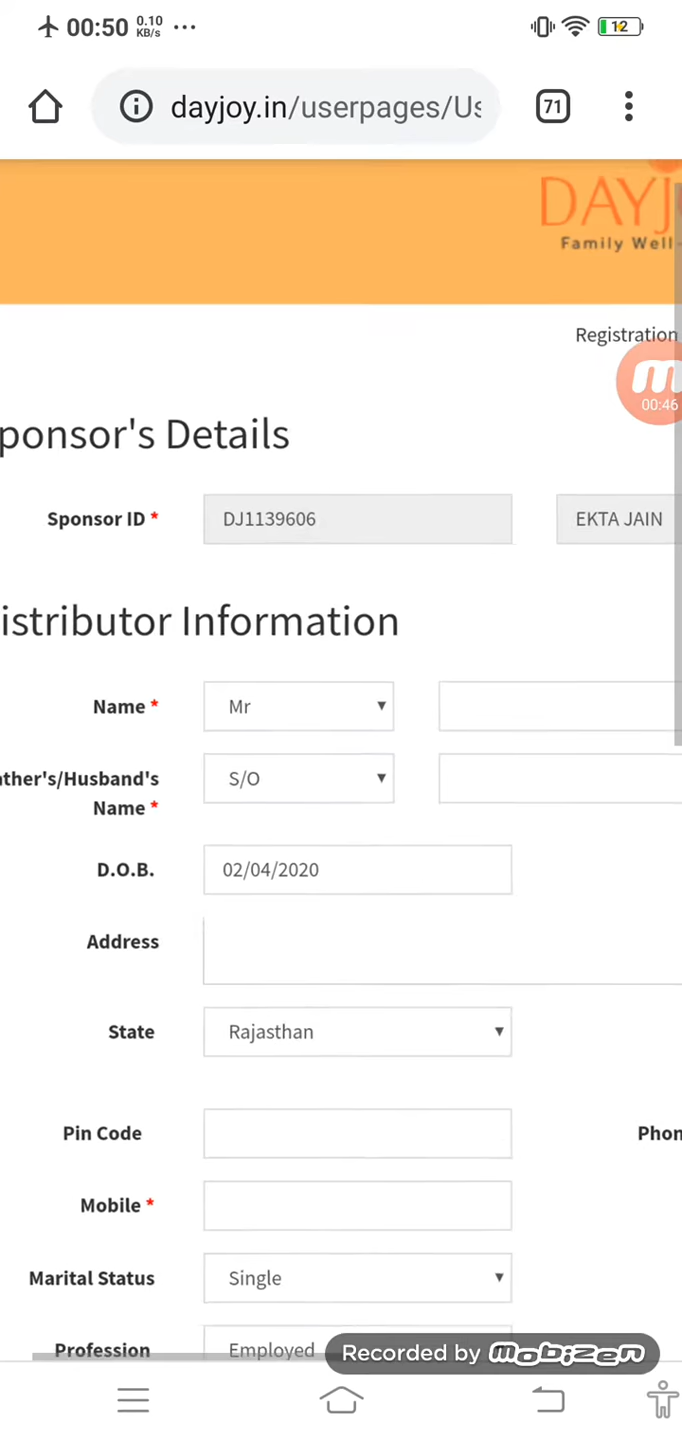 00:50 0.10 KB/s ... 12
dayjoy.in/userpages/Us 71
DAYJ
Family Well-
Registration
00:46
ponsor's Details
Sponsor ID * DJ1139606 EKTA JAIN
istributor Information
Name * Mr
ather's/Husband's Name * S/O
D.O.B. 02/04/2020
Address
State Rajasthan
Pin Code Phon
Mobile *
Marital Status Single
Profession Employed
Recorded by mobizen